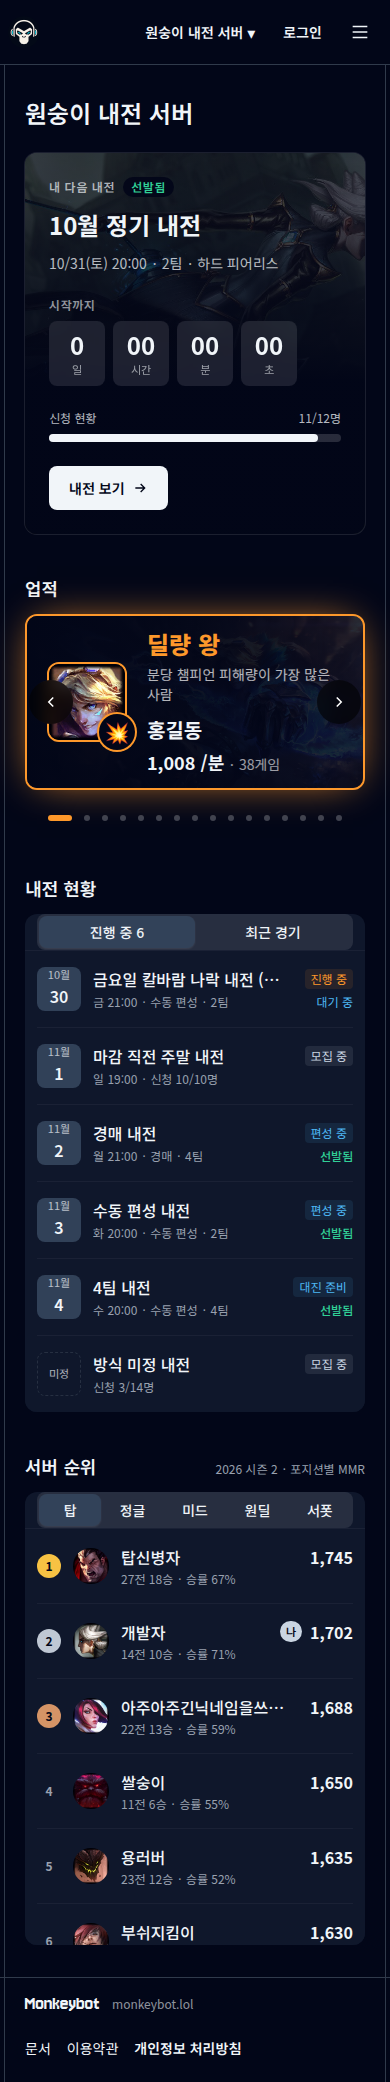 원숭이 내전 서버 ▾ 로그인
원숭이 내전 서버
내 다음 내전 선발됨
10월 정기 내전
10/31(토) 20:00 · 2팀 · 하드 피어리스
시작까지
0 00 00 00
일 시간 분 초
신청 현황 11/12명
내전 보기 →
업적
딜량 왕
분당 챔피언 피해량이 가장 많은
사람
홍길동
1,008 /분 · 38게임
내전 현황
진행 중 6 최근 경기
10월
30
금요일 칼바람 나락 내전 (··· 진행 중
금 21:00 · 수동 편성 · 2팀 대기 중
11월
1
마감 직전 주말 내전 모집 중
일 19:00 · 신청 10/10명
11월
2
경매 내전 편성 중
월 21:00 · 경매 · 4팀 선발됨
11월
3
수동 편성 내전 편성 중
화 20:00 · 수동 편성 · 2팀 선발됨
11월
4
4팀 내전 대진 준비
수 20:00 · 수동 편성 · 4팀 선발됨
미정
방식 미정 내전 모집 중
신청 3/14명
서버 순위 2026 시즌 2 · 포지션별 MMR
탑 정글 미드 원딜 서폿
1 탑신병자 1,745
27전 18승 · 승률 67%
2 개발자 나 1,702
14전 10승 · 승률 71%
3 아주아주긴닉네임을쓰··· 1,688
22전 13승 · 승률 59%
4 쌀숭이 1,650
11전 6승 · 승률 55%
5 용러버 1,635
23전 12승 · 승률 52%
6 부쉬지킴이 1,630
Monkeybot monkeybot.lol
문서 이용약관 개인정보 처리방침